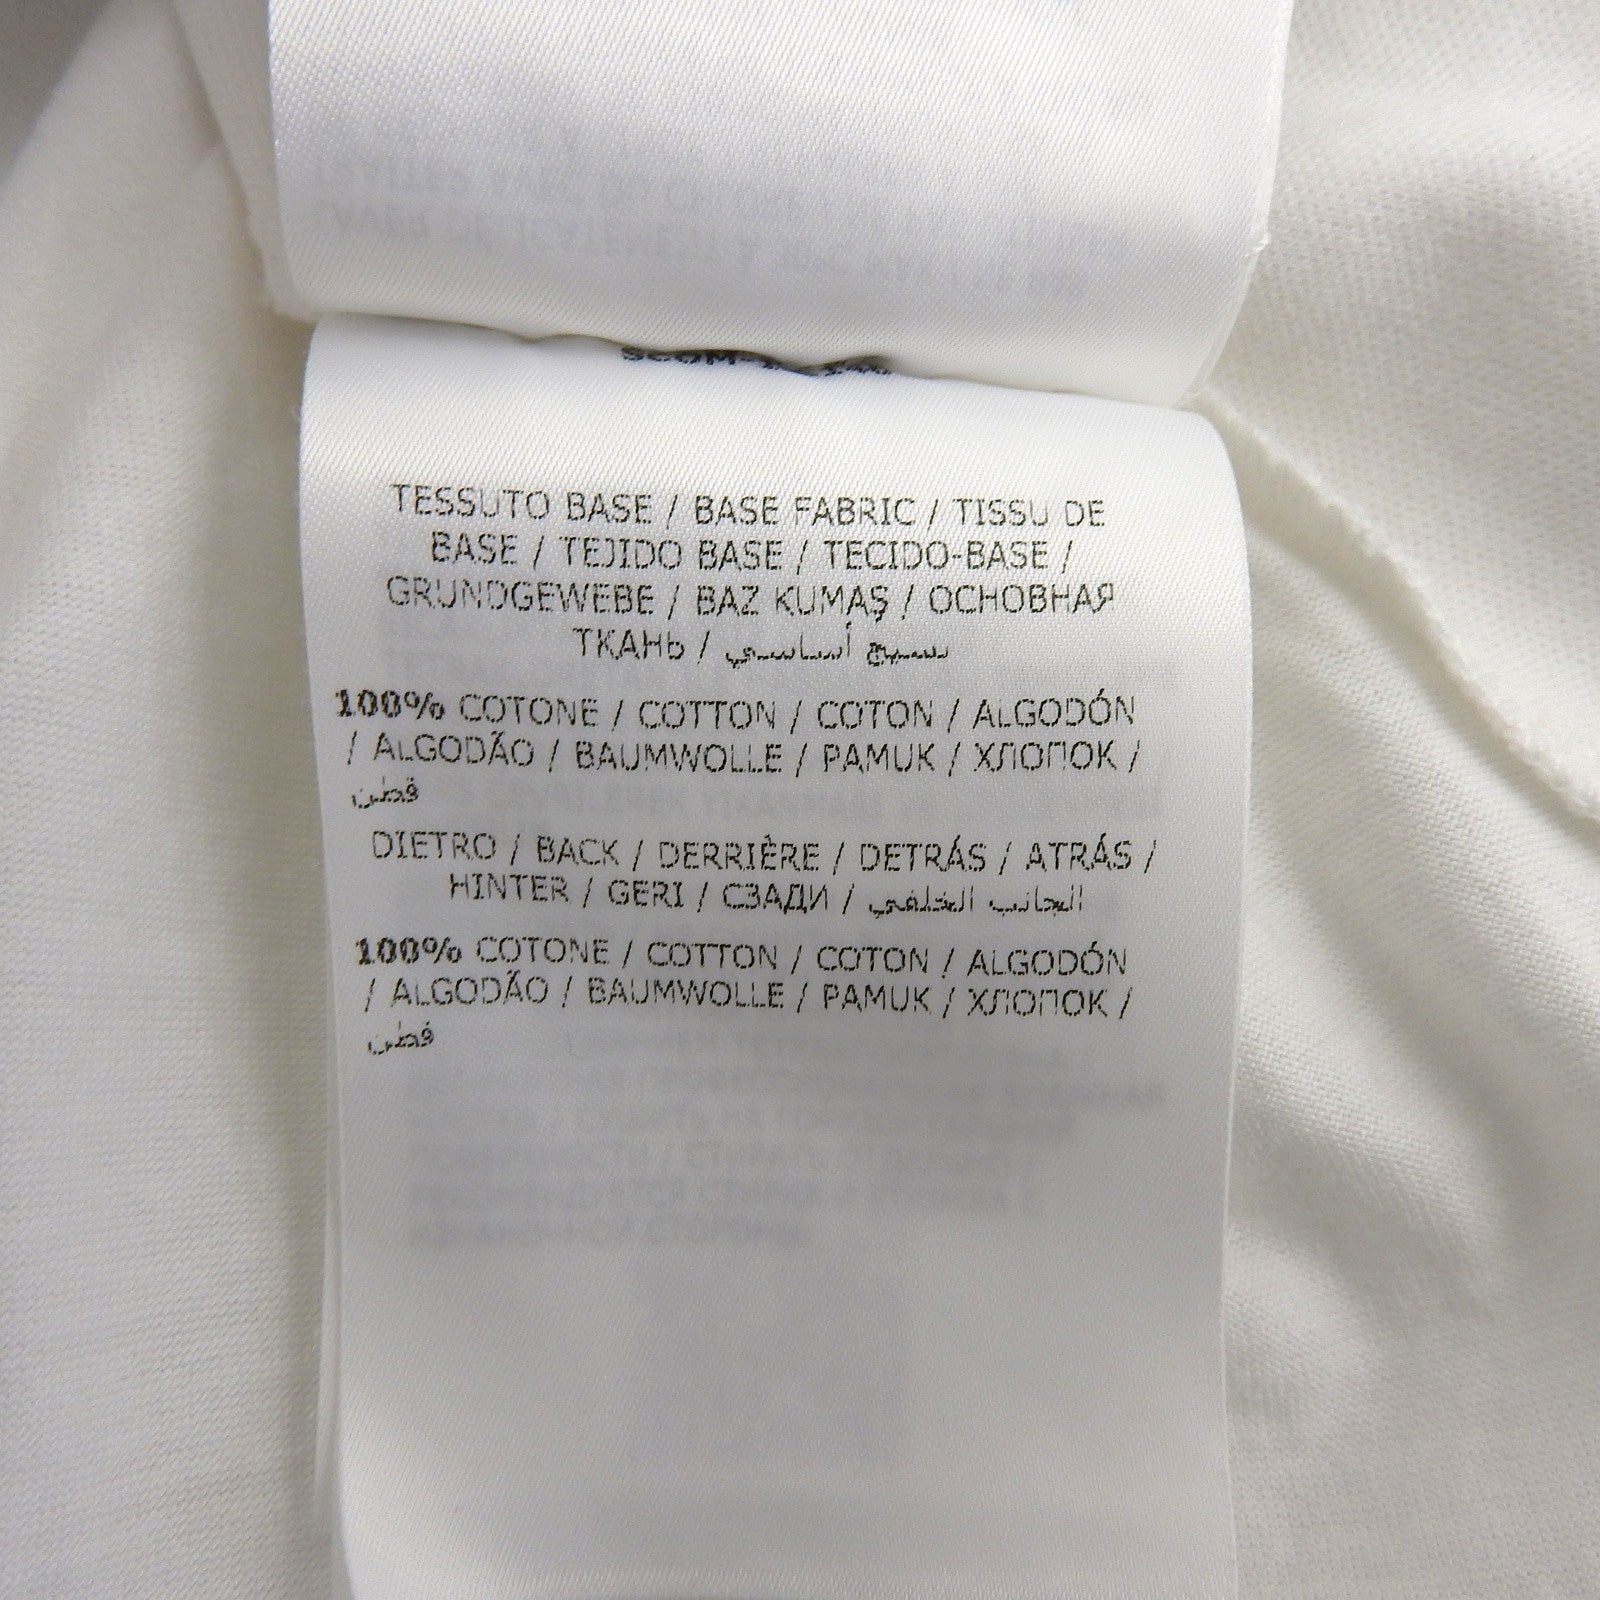 TESSUTO BASE / BASE FABRIC / TISSU DE
BASE / TEJIDO BASE / TECIDO-BASE /
GRUNDGEWEBE / BAZ KUMAŞ / ОСНОВНАЯ
ТКАНЬ / نسيج أساسي
100% COTONE / COTTON / COTON / ALGODÓN
/ ALGODÃO / BAUMWOLLE / PAMUK / ХЛОПОК /
قطن
DIETRO / BACK / DERRIÈRE / DETRÁS / ATRÁS /
HINTER / GERI / СЗАДИ / الجانب الخلفي
100% COTONE / COTTON / COTON / ALGODÓN
/ ALGODÃO / BAUMWOLLE / PAMUK / ХЛОПОК /
قطن